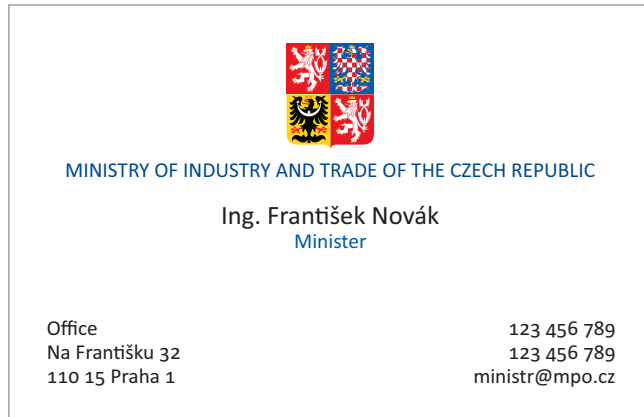 MINISTRY OF INDUSTRY AND TRADE OF THE CZECH REPUBLIC
Ing. František Novák
Minister
Office
Na Františku 32
110 15 Praha 1
123 456 789
123 456 789
ministr@mpo.cz